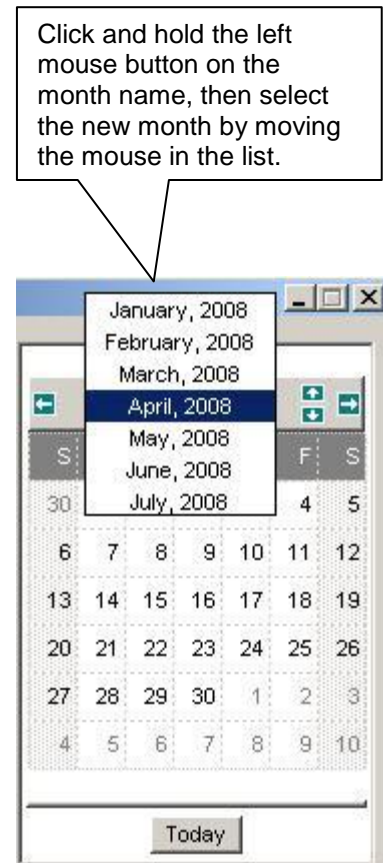 Click and hold the left
mouse button on the
month name, then select
the new month by moving
the mouse in the list.
January, 2008
February, 2008
March, 2008
April, 2008
May, 2008
S F S
June, 2008
30 July, 2008 4 5
6 7 8 9 10 11 12
13 14 15 16 17 18 19
20 21 22 23 24 25 26
27 28 29 30 1 2 3
4 5 6 7 8 9 10
Today